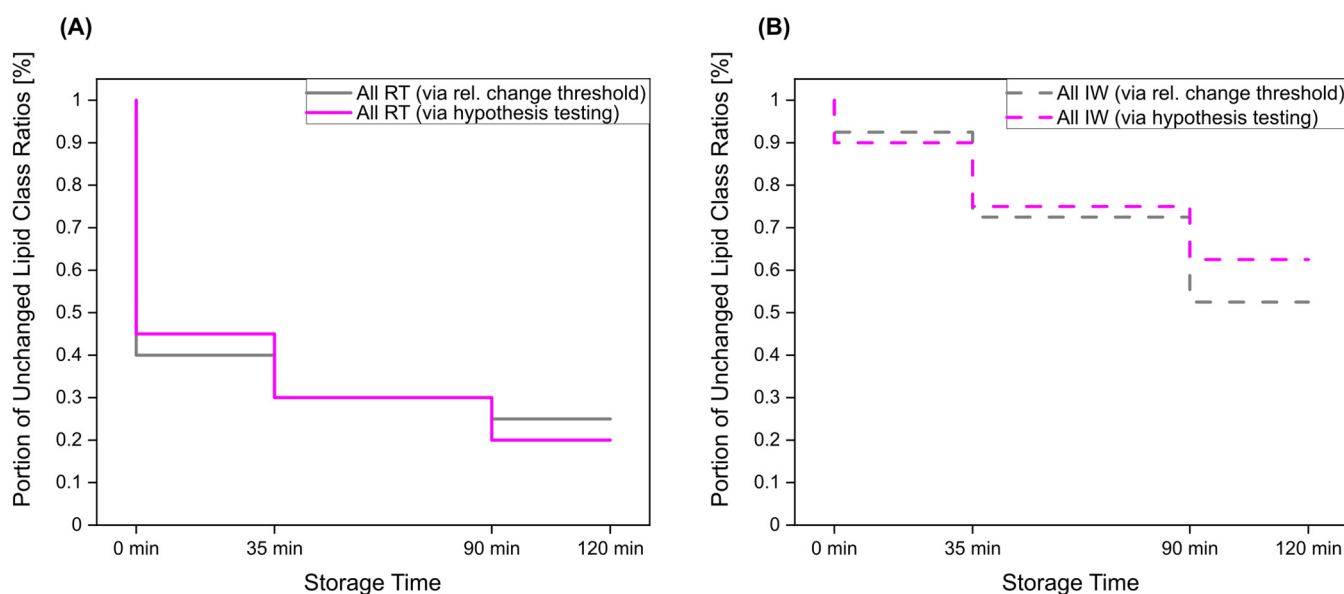 (A)
Portion of Unchanged Lipid Class Ratios [%]
1
0.9
0.8
0.7
0.6
0.5
0.4
0.3
0.2
0.1
0
All RT (via rel. change threshold)
All RT (via hypothesis testing)
0 min
35 min
90 min
120 min
Storage Time
(B)
Portion of Unchanged Lipid Class Ratios [%]
1
0.9
0.8
0.7
0.6
0.5
0.4
0.3
0.2
0.1
0
All IW (via rel. change threshold)
All IW (via hypothesis testing)
0 min
35 min
90 min
120 min
Storage Time